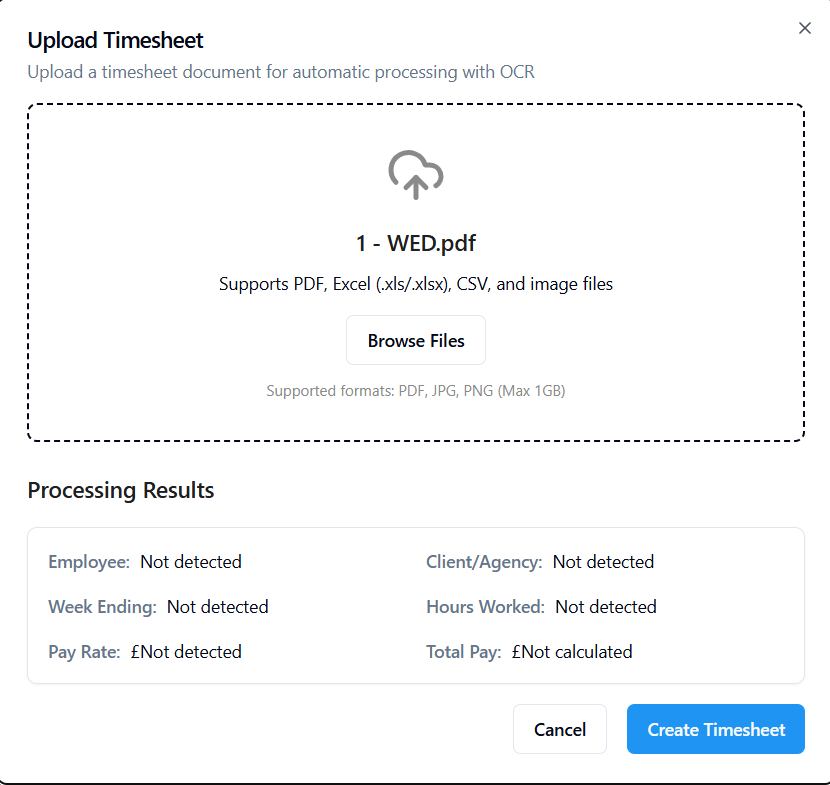 Upload Timesheet
Upload a timesheet document for automatic processing with OCR
1 - WED.pdf
Supports PDF, Excel (.xls/.xlsx), CSV, and image files
Browse Files
Supported formats: PDF, JPG, PNG (Max 1GB)
Processing Results
Employee: Not detected
Client/Agency: Not detected
Week Ending: Not detected
Hours Worked: Not detected
Pay Rate: £Not detected
Total Pay: £Not calculated
Cancel
Create Timesheet